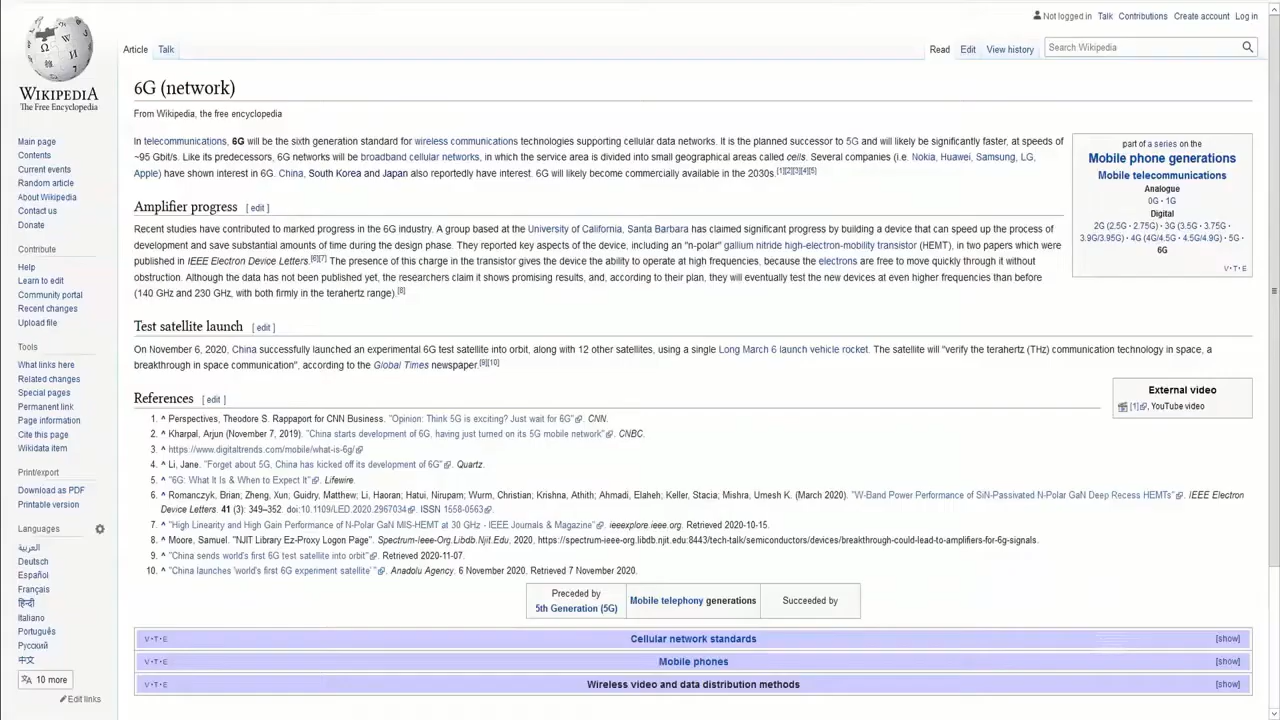 Not logged in Talk Contributions Create account Log in
Article Talk Read Edit View history Search Wikipedia
WIKIPEDIA
The Free Encyclopedia
Main page
Contents
Current events
Random article
About Wikipedia
Contact us
Donate
Contribute
Help
Learn to edit
Community portal
Recent changes
Upload file
Tools
What links here
Related changes
Special pages
Permanent link
Page information
Cite this page
Wikidata item
Print/export
Download as PDF
Printable version
Languages
العربية
Deutsch
Español
Français
हिन्दी
Italiano
Português
Русский
中文
10 more
Edit links
6G (network)
From Wikipedia, the free encyclopedia
In telecommunications, 6G will be the sixth generation standard for wireless communications technologies supporting cellular data networks. It is the planned successor to 5G and will likely be significantly faster, at speeds of
~95 Gbit/s. Like its predecessors, 6G networks will be broadband cellular networks, in which the service area is divided into small geographical areas called cells. Several companies (i.e. Nokia, Huawei, Samsung, LG,
Apple) have shown interest in 6G. China, South Korea and Japan also reportedly have interest. 6G will likely become commercially available in the 2030s.[1][2][3][4][5]
part of a series on the
Mobile phone generations
Mobile telecommunications
Analogue
0G · 1G
Digital
2G (2.5G · 2.75G) · 3G (3.5G · 3.75G ·
3.9G/3.95G) · 4G (4G/4.5G · 4.5G/4.9G) · 5G ·
6G
V·T·E
Amplifier progress [ edit ]
Recent studies have contributed to marked progress in the 6G industry. A group based at the University of California, Santa Barbara has claimed significant progress by building a device that can speed up the process of
development and save substantial amounts of time during the design phase. They reported key aspects of the device, including an "n-polar" gallium nitride high-electron-mobility transistor (HEMT), in two papers which were
published in IEEE Electron Device Letters.[6][7] The presence of this charge in the transistor gives the device the ability to operate at high frequencies, because the electrons are free to move quickly through it without
obstruction. Although the data has not been published yet, the researchers claim it shows promising results, and, according to their plan, they will eventually test the new devices at even higher frequencies than before
(140 GHz and 230 GHz, with both firmly in the terahertz range).[8]
Test satellite launch [ edit ]
On November 6, 2020, China successfully launched an experimental 6G test satellite into orbit, along with 12 other satellites, using a single Long March 6 launch vehicle rocket. The satellite will "verify the terahertz (THz) communication technology in space, a
breakthrough in space communication", according to the Global Times newspaper.[9][10]
External video
[1], YouTube video
References [ edit ]
1. ^ Perspectives, Theodore S. Rappaport for CNN Business. "Opinion: Think 5G is exciting? Just wait for 6G". CNN.
2. ^ Kharpal, Arjun (November 7, 2019). "China starts development of 6G, having just turned on its 5G mobile network". CNBC.
3. ^ https://www.digitaltrends.com/mobile/what-is-6g/
4. ^ Li, Jane. "Forget about 5G, China has kicked off its development of 6G". Quartz.
5. ^ "6G: What It Is & When to Expect It". Lifewire.
6. ^ Romanczyk, Brian; Zheng, Xun; Guidry, Matthew; Li, Haoran; Hatui, Nirupam; Wurm, Christian; Krishna, Athith; Ahmadi, Elaheh; Keller, Stacia; Mishra, Umesh K. (March 2020). "W-Band Power Performance of SiN-Passivated N-Polar GaN Deep Recess HEMTs". IEEE Electron
Device Letters. 41 (3): 349–352. doi:10.1109/LED.2020.2967034. ISSN 1558-0563.
7. ^ "High Linearity and High Gain Performance of N-Polar GaN MIS-HEMT at 30 GHz - IEEE Journals & Magazine". ieeexplore.ieee.org. Retrieved 2020-10-15.
8. ^ Moore, Samuel. "NJIT Library Ez-Proxy Logon Page". Spectrum-Ieee-Org.Libdb.Njit.Edu, 2020, https://spectrum-ieee-org.libdb.njit.edu:8443/tech-talk/semiconductors/devices/breakthrough-could-lead-to-amplifiers-for-6g-signals.
9. ^ "China sends world's first 6G test satellite into orbit". Retrieved 2020-11-07.
10. ^ "China launches 'world's first 6G experiment satellite' ". Anadolu Agency. 6 November 2020. Retrieved 7 November 2020.
Preceded by
5th Generation (5G)
Mobile telephony generations
Succeeded by
V·T·E Cellular network standards [show]
V·T·E Mobile phones [show]
V·T·E Wireless video and data distribution methods [show]